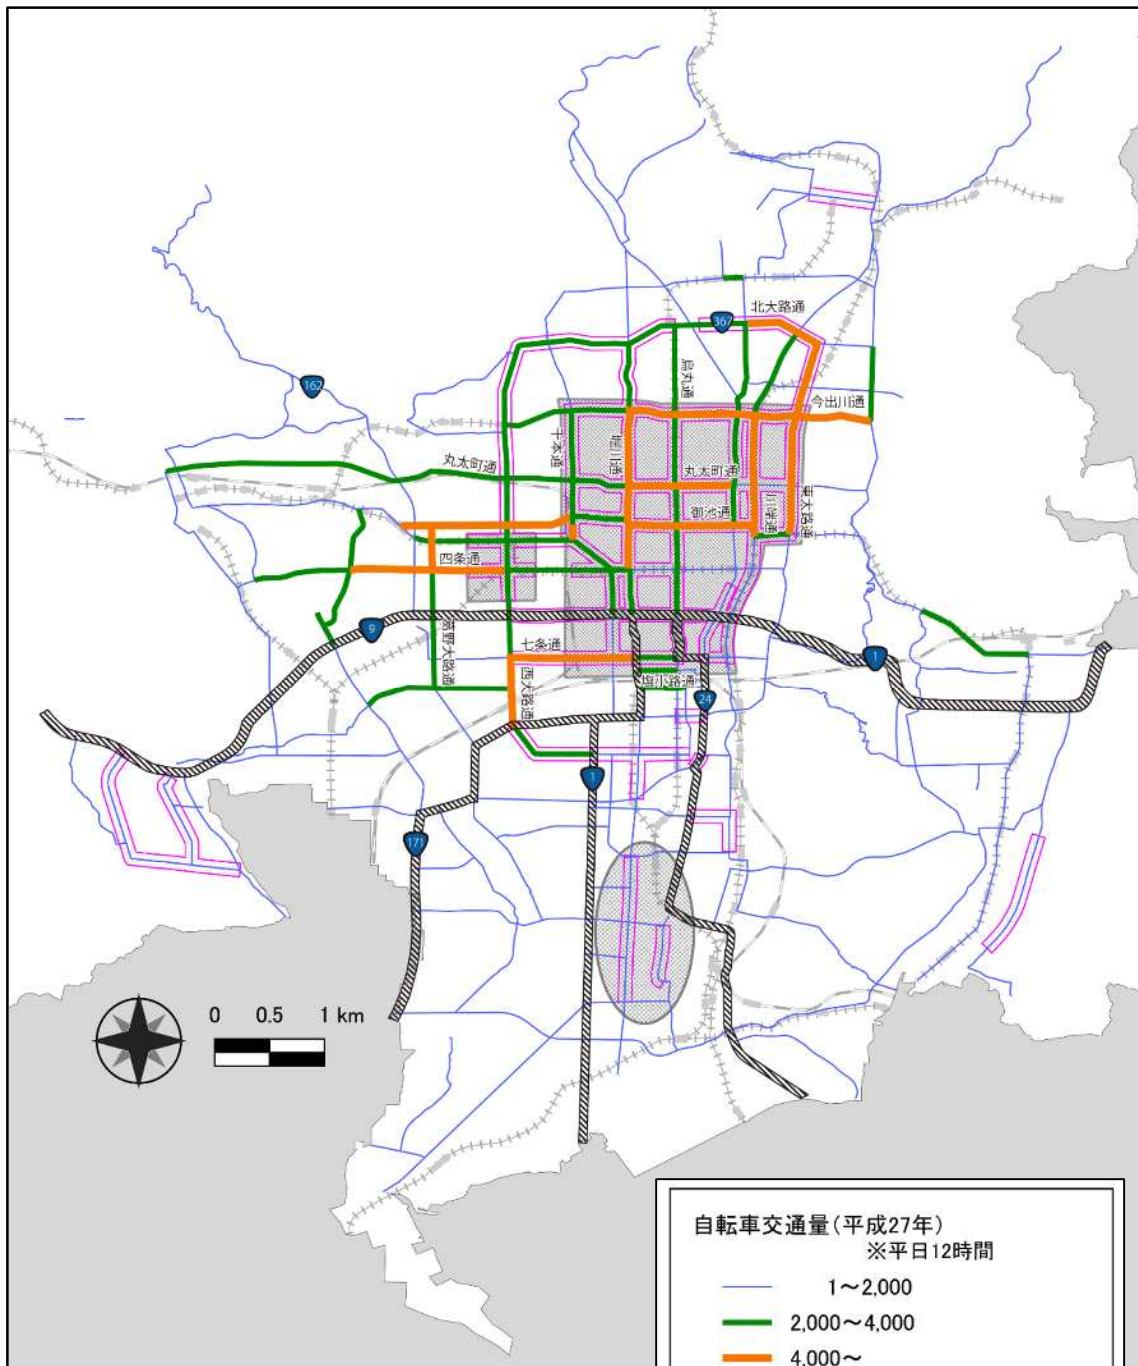 北大路通
367
烏丸通
162
今出川通
千本通
堀川通
丸太町通
丸太町通
東大路通
御池通
川端通
四条通
9
葛野大路通
七条通
1
西大路通
塩小路通
24
1
171
0 0.5 1 km
自転車交通量(平成27年)
※平日12時間
1~2,000
2,000~4,000
4,000~